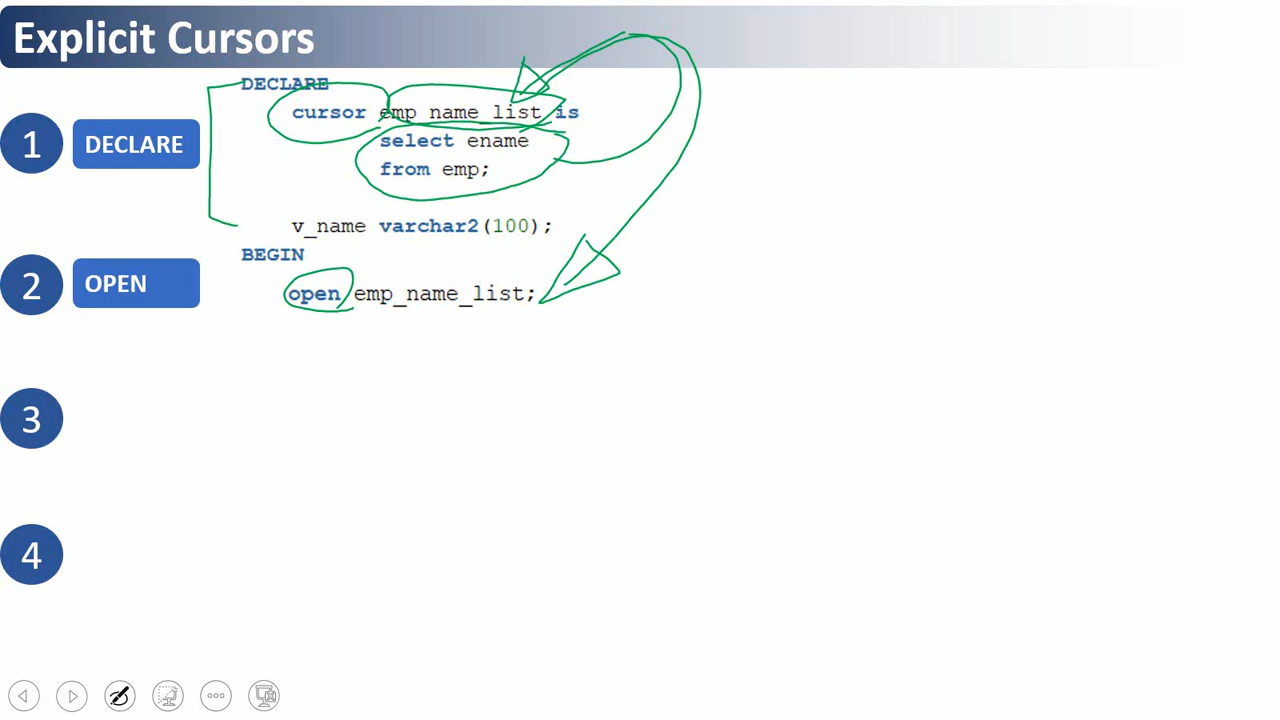 Explicit Cursors
DECLARE
cursor emp_name_list is
1 DECLARE
select ename
from emp;
v_name varchar2(100);
BEGIN
2 OPEN
open emp_name_list;
3
4